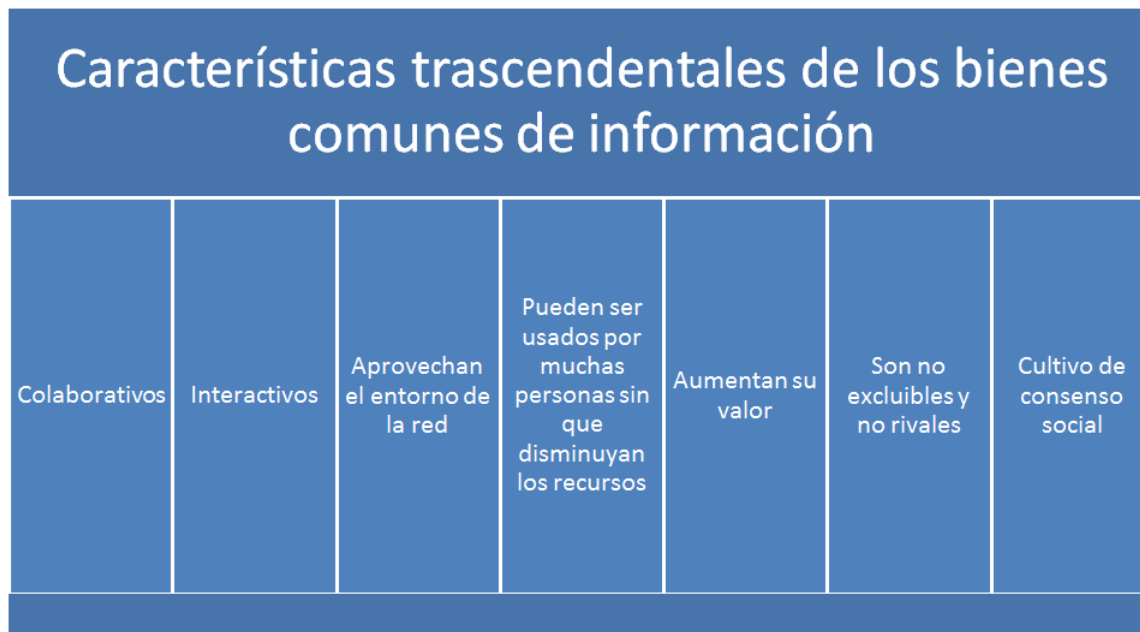 Características trascendentales de los bienes
comunes de información
Colaborativos
Interactivos
Aprovechan
el entorno de
la red
Pueden ser
usados por
muchas
personas sin
que
disminuyan
los recursos
Aumentan su
valor
Son no
excluibles y
no rivales
Cultivo de
consenso
social